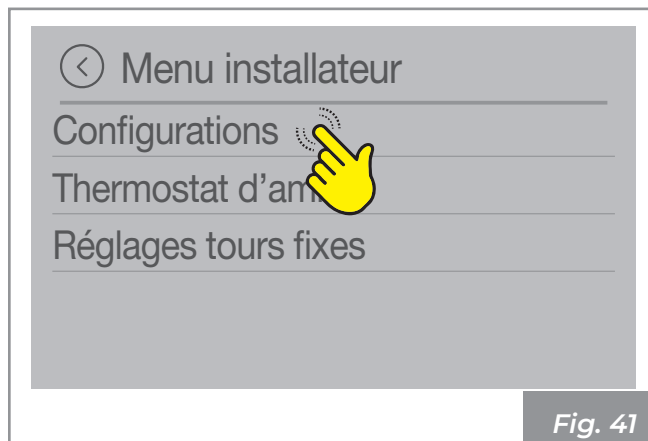 Menu installateur
Configurations
Thermostat d'am
Réglages tours fixes
Fig. 41